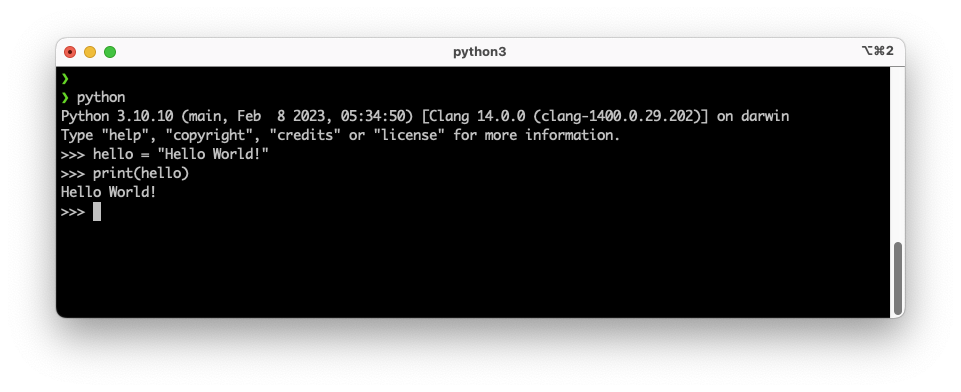 python3
⌥⌘2
❯
❯ python
Python 3.10.10 (main, Feb  8 2023, 05:34:50) [Clang 14.0.0 (clang-1400.0.29.202)] on darwin
Type "help", "copyright", "credits" or "license" for more information.
>>> hello = "Hello World!"
>>> print(hello)
Hello World!
>>>